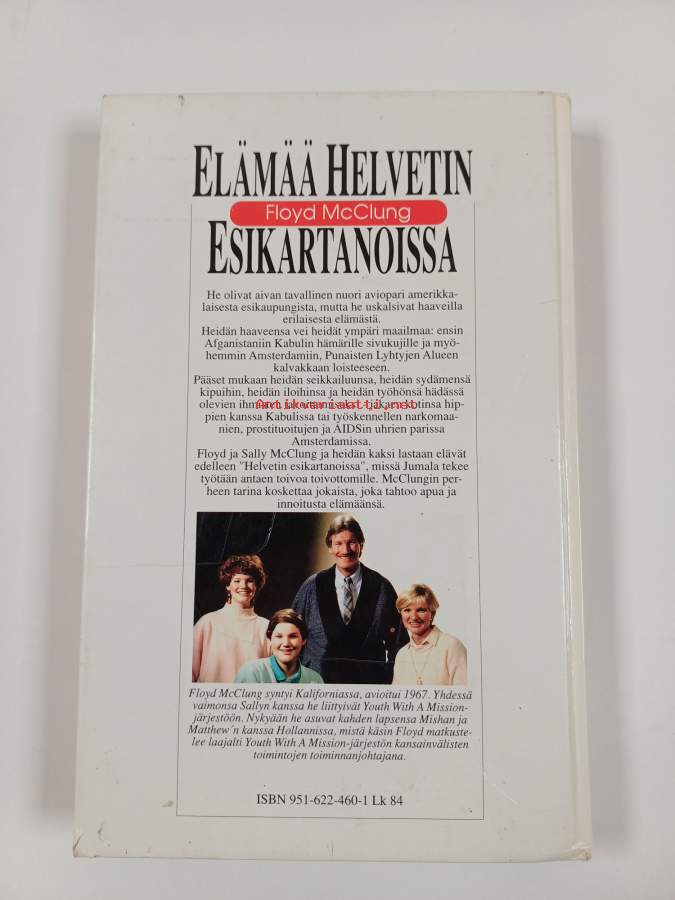 ELÄMÄÄ HELVETIN
Floyd McClung
ESIKARTANOISSA
He olivat aivan tavallinen nuori aviopari amerikka-
laisesta esikaupungista, mutta he uskalsivat haaveilla
erilaisesta elämästä.
Heidän haaveensa vei heidät ympäri maailmaa: ensin
Afganistaniin Kabulin hämärille sivukujille ja myö-
hemmin Amsterdamiin, Punaisten Lyhtyjen Alueen
kalvakkaan loisteeseen.
Pääset mukaan heidän seikkailuunsa, heidän sydämensä
kipuihin, heidän iloihinsa ja heidän työhönsä hädässä
olevien
Antikvariaatti.net
kotinsa hip-
pien kanssa Kabulissa tai työskennellen narkomaa-
nien, prostituoitujen ja AIDSin uhrien parissa
Amsterdamissa.
Floyd ja Sally McClung ja heidän kaksi lastaan elävät
edelleen "Helvetin esikartanoissa", missä Jumala tekee
työtään antaen toivoa toivottomille. McClungin per-
heen tarina koskettaa jokaista, joka tahtoo apua ja
innoitusta elämäänsä.
Floyd McClung syntyi Kaliforniassa, avioitui 1967. Yhdessä
vaimonsa Sallyn kanssa he liittyivät Youth With A Mission-
järjestöön. Nykyään he asuvat kahden lapsensa Mishan ja
Matthew´n kanssa Hollannissa, mistä käsin Floyd matkuste-
lee laajalti Youth With A Mission-järjestön kansainvälisten
toimintojen toiminnanjohtajana.
ISBN 951-622-460-1 Lk 84